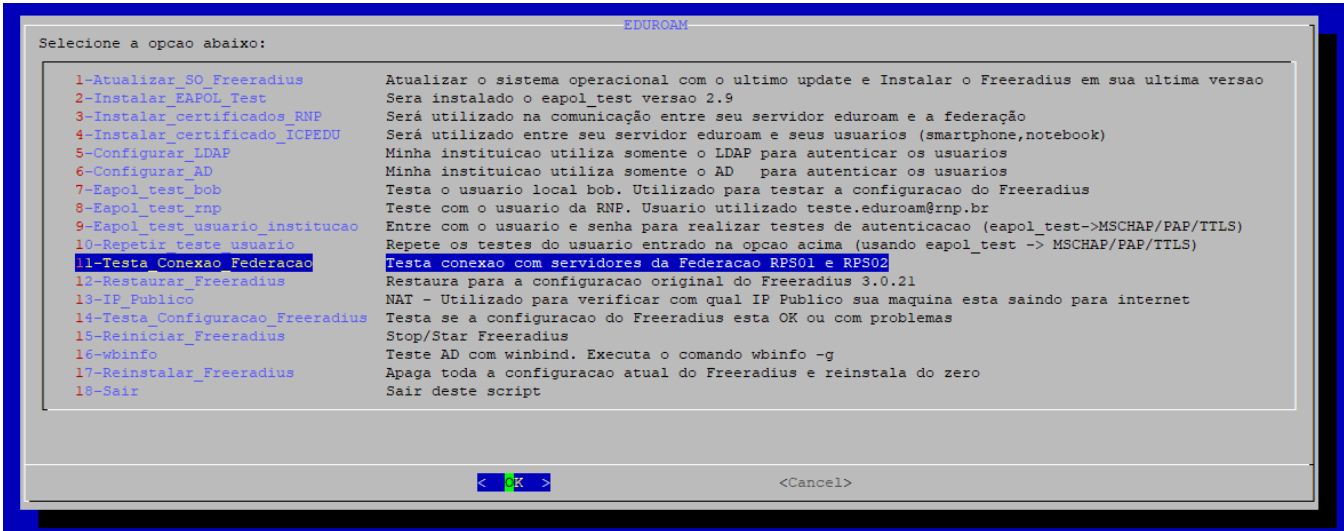 EDUROAM
Selecione a opcao abaixo:
1-Atualizar_SO_Freeradius Atualizar o sistema operacional com o ultimo update e Instalar o Freeradius em sua ultima versao
2-Instalar_EAPOL_Test Sera instalado o eapol_test versao 2.9
3-Instalar_certificados_RNP Será utilizado na comunicação entre seu servidor eduroam e a federação
4-Instalar_certificado_ICPEDU Será utilizado entre seu servidor eduroam e seus usuarios (smartphone,notebook)
5-Configurar_LDAP Minha instituicao utiliza somente o LDAP para autenticar os usuarios
6-Configurar_AD Minha instituicao utiliza somente o AD para autenticar os usuarios
7-Eapol_test_bob Testa o usuario local bob. Utilizado para testar a configuracao do Freeradius
8-Eapol_test_rnp Teste com o usuario da RNP. Usuario utilizado teste.eduroam@rnp.br
9-Eapol_test_usuario_institucao Entre com o usuario e senha para realizar testes de autenticacao (eapol_test->MSCHAP/PAP/TTLS)
10-Repetir_teste_usuario Repete os testes do usuario entrado na opcao acima (usando eapol_test -> MSCHAP/PAP/TTLS)
11-Testa_Conexao_Federacao Testa conexao com servidores da Federacao RPS01 e RPS02
12-Restaurar_Freeradius Restaura para a configuracao original do Freeradius 3.0.21
13-IP_Publico NAT - Utilizado para verificar com qual IP Publico sua maquina esta saindo para internet
14-Testa_Configuracao_Freeradius Testa se a configuracao do Freeradius esta OK ou com problemas
15-Reiniciar_Freeradius Stop/Star Freeradius
16-wbinfo Teste AD com winbind. Executa o comando wbinfo -g
17-Reinstalar_Freeradius Apaga toda a configuracao atual do Freeradius e reinstala do zero
18-Sair Sair deste script
< OK > <Cancel>